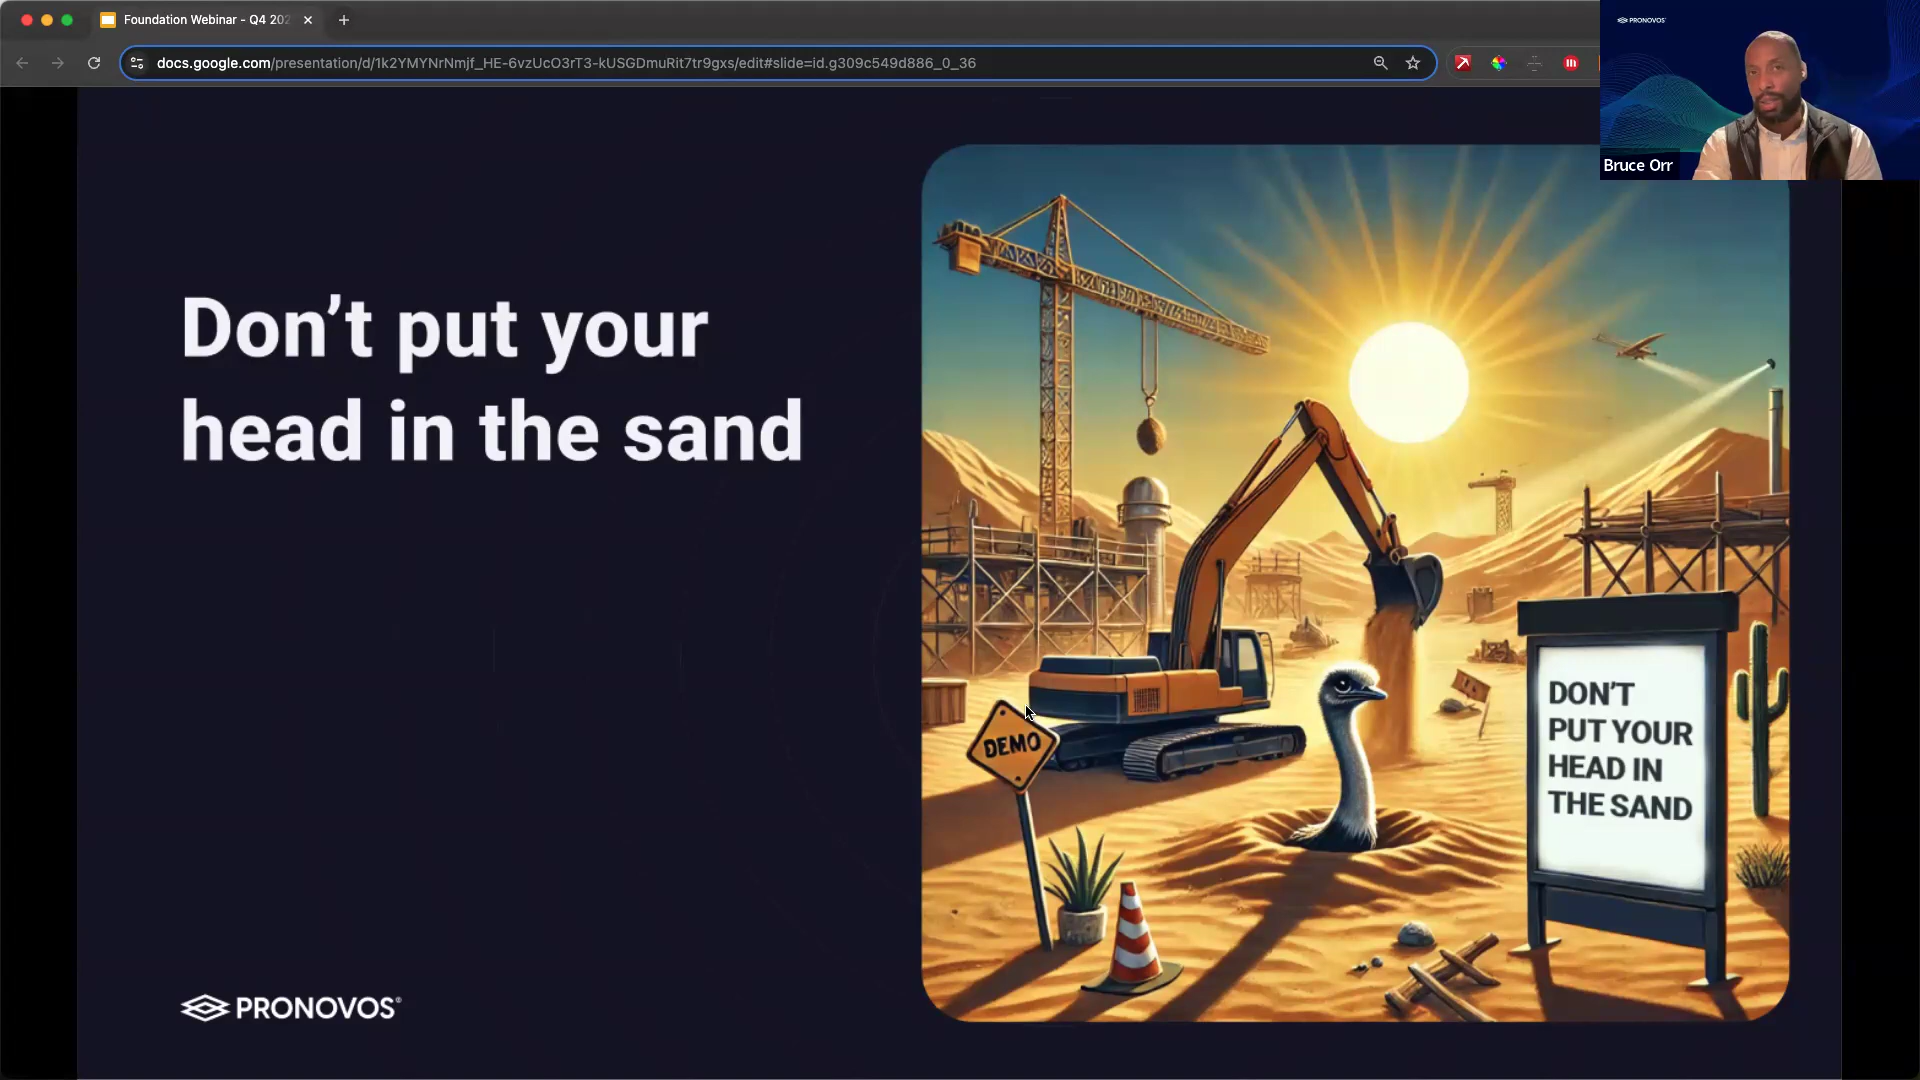 Foundation Webinar - Q4 202
docs.google.com/presentation/d/1k2YMYNrNmjf_HE-6vzUcO3rT3-kUSGDmuRit7tr9gxs/edit#slide=id.g309c549d886_0_36
PRONOVOS
Bruce Orr
Don’t put your
head in the sand
DEMO
DON'T
PUT YOUR
HEAD IN
THE SAND
PRONOVOS®